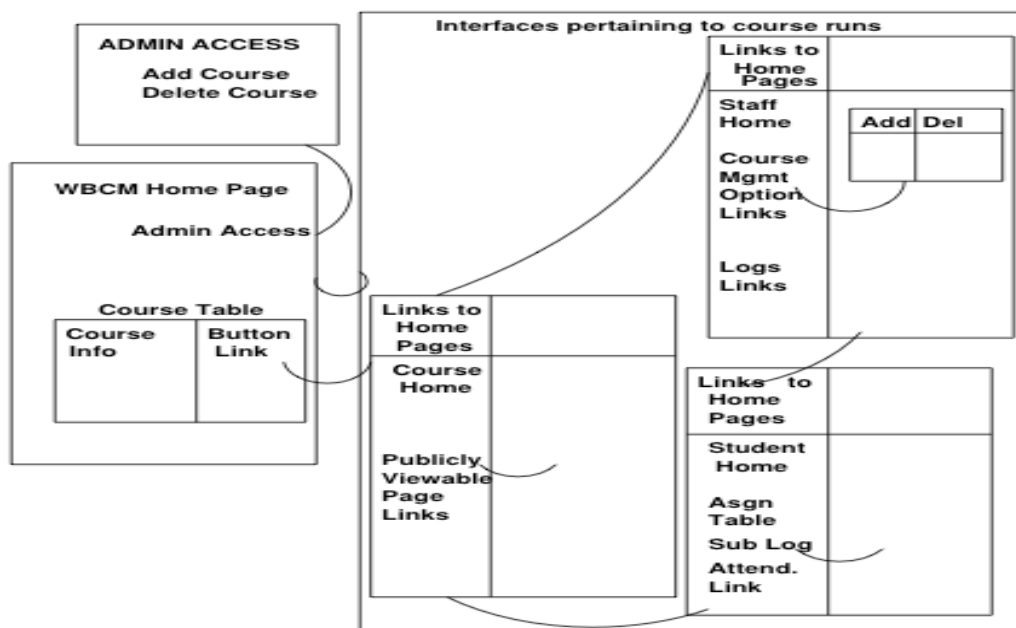 Interfaces pertaining to course runs
ADMIN ACCESS
Add Course
Delete Course
WBCM Home Page
Admin Access
Course Table
Course
Info
Button
Link
Links to
Home
Pages
Course
Home
Publicly
Viewable
Page
Links
Links to
Home
Pages
Staff
Home
Course
Mgmt
Option
Links
Logs
Links
Add Del
Links to
Home
Pages
Student
Home
Asgn
Table
Sub Log
Attend.
Link